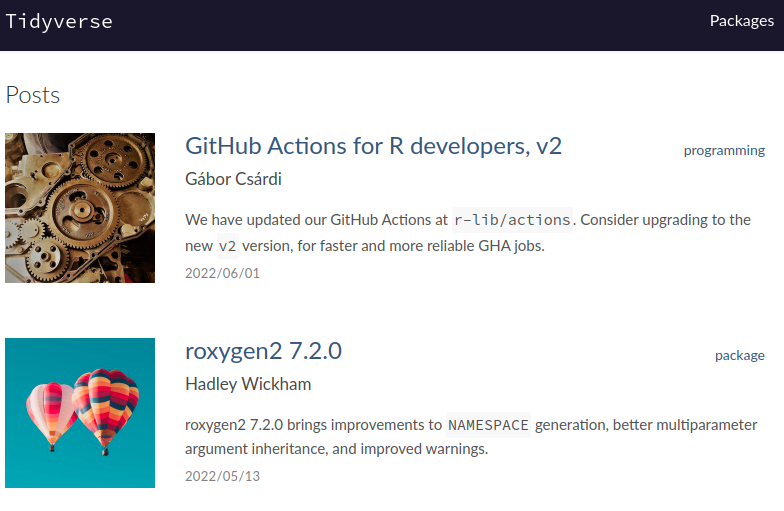 Tidyverse
Packages
Posts
GitHub Actions for R developers, v2
programming
Gábor Csárdi
We have updated our GitHub Actions at r-lib/actions. Consider upgrading to the
new v2 version, for faster and more reliable GHA jobs.
2022/06/01
roxygen2 7.2.0
package
Hadley Wickham
roxygen2 7.2.0 brings improvements to NAMESPACE generation, better multiparameter
argument inheritance, and improved warnings.
2022/05/13